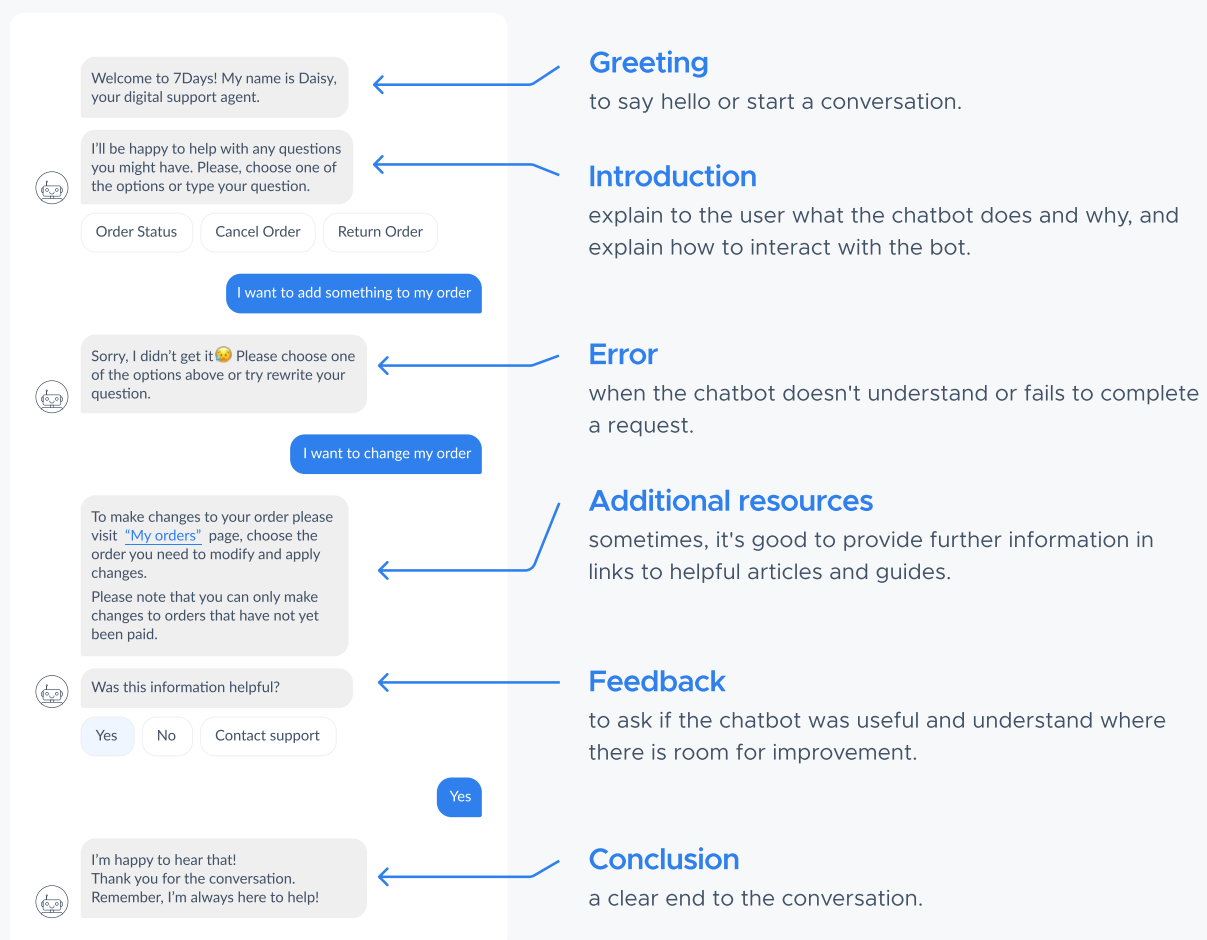 Welcome to 7Days! My name is Daisy,
your digital support agent.
Greeting
to say hello or start a conversation.
I'll be happy to help with any questions
you might have. Please, choose one of
the options or type your question.
Introduction
explain to the user what the chatbot does and why, and
explain how to interact with the bot.
Order Status Cancel Order Return Order
I want to add something to my order
Sorry, I didn't get it😥 Please choose one
of the options above or try rewrite your
question.
Error
when the chatbot doesn't understand or fails to complete
a request.
I want to change my order
To make changes to your order please
visit “My orders” page, choose the
order you need to modify and apply
changes.
Please note that you can only make
changes to orders that have not yet
been paid.
Additional resources
sometimes, it's good to provide further information in
links to helpful articles and guides.
Was this information helpful?
Yes No Contact support
Feedback
to ask if the chatbot was useful and understand where
there is room for improvement.
Yes
I'm happy to hear that!
Thank you for the conversation.
Remember, I'm always here to help!
Conclusion
a clear end to the conversation.